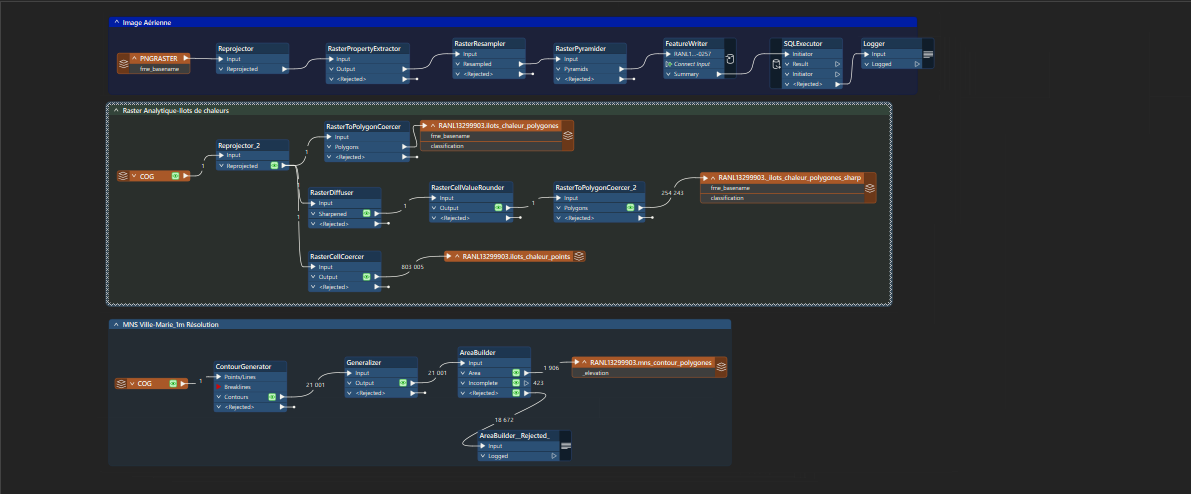 Image Aérienne
PNGRASTER
fme_basename
Reprojector
Input
Reprojected
RasterPropertyExtractor
Input
Output
<Rejected>
RasterResampler
Input
Resampled
<Rejected>
RasterPyramider
Input
Pyramids
<Rejected>
FeatureWriter
RANL1...-0257
Connect Input
Summary
SQLExecutor
Initiator
Result
Initiator
<Rejected>
Logger
Input
Logged
Raster Analytique-Ilots de chaleurs
COG
1
Reprojector_2
Input
Reprojected
1
1
1
RasterToPolygonCoercer
Input
Polygons
<Rejected>
RANL13299903.ilots_chaleur_polygones
fme_basename
classification
RasterDiffuser
Input
Sharpened
<Rejected>
1
RasterCellValueRounder
Input
Output
<Rejected>
1
RasterToPolygonCoercer_2
Input
Polygons
<Rejected>
254 243
RANL13299903._ilots_chaleur_polygones_sharp
fme_basename
classification
RasterCellCoercer
Input
Output
<Rejected>
803 005
RANL13299903.ilots_chaleur_points
MNS Ville-Marie_1m Résolution
COG
1
ContourGenerator
Points/Lines
Breaklines
Contours
<Rejected>
21 001
Generalizer
Input
Output
<Rejected>
21 001
AreaBuilder
Input
Area
Incomplete
<Rejected>
1 906
423
18 672
RANL13299903.mns_contour_polygones
_elevation
AreaBuilder__Rejected_
Input
Logged